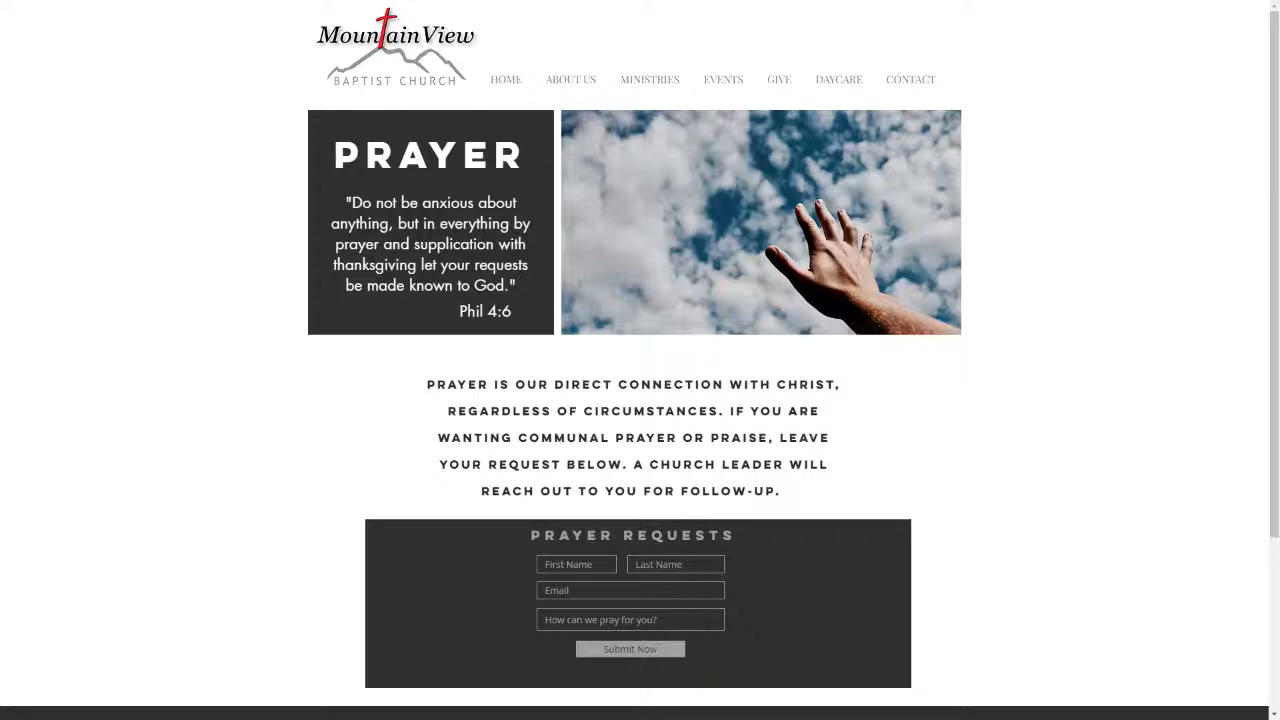 MountainView
BAPTIST CHURCH
HOME ABOUT US MINISTRIES EVENTS GIVE DAYCARE CONTACT
PRAYER
"Do not be anxious about
anything, but in everything by
prayer and supplication with
thanksgiving let your requests
be made known to God."
Phil 4:6
PRAYER IS OUR DIRECT CONNECTION WITH CHRIST,
REGARDLESS OF CIRCUMSTANCES. IF YOU ARE
WANTING COMMUNAL PRAYER OR PRAISE, LEAVE
YOUR REQUEST BELOW. A CHURCH LEADER WILL
REACH OUT TO YOU FOR FOLLOW-UP.
PRAYER REQUESTS
First Name Last Name
Email
How can we pray for you?
Submit Now